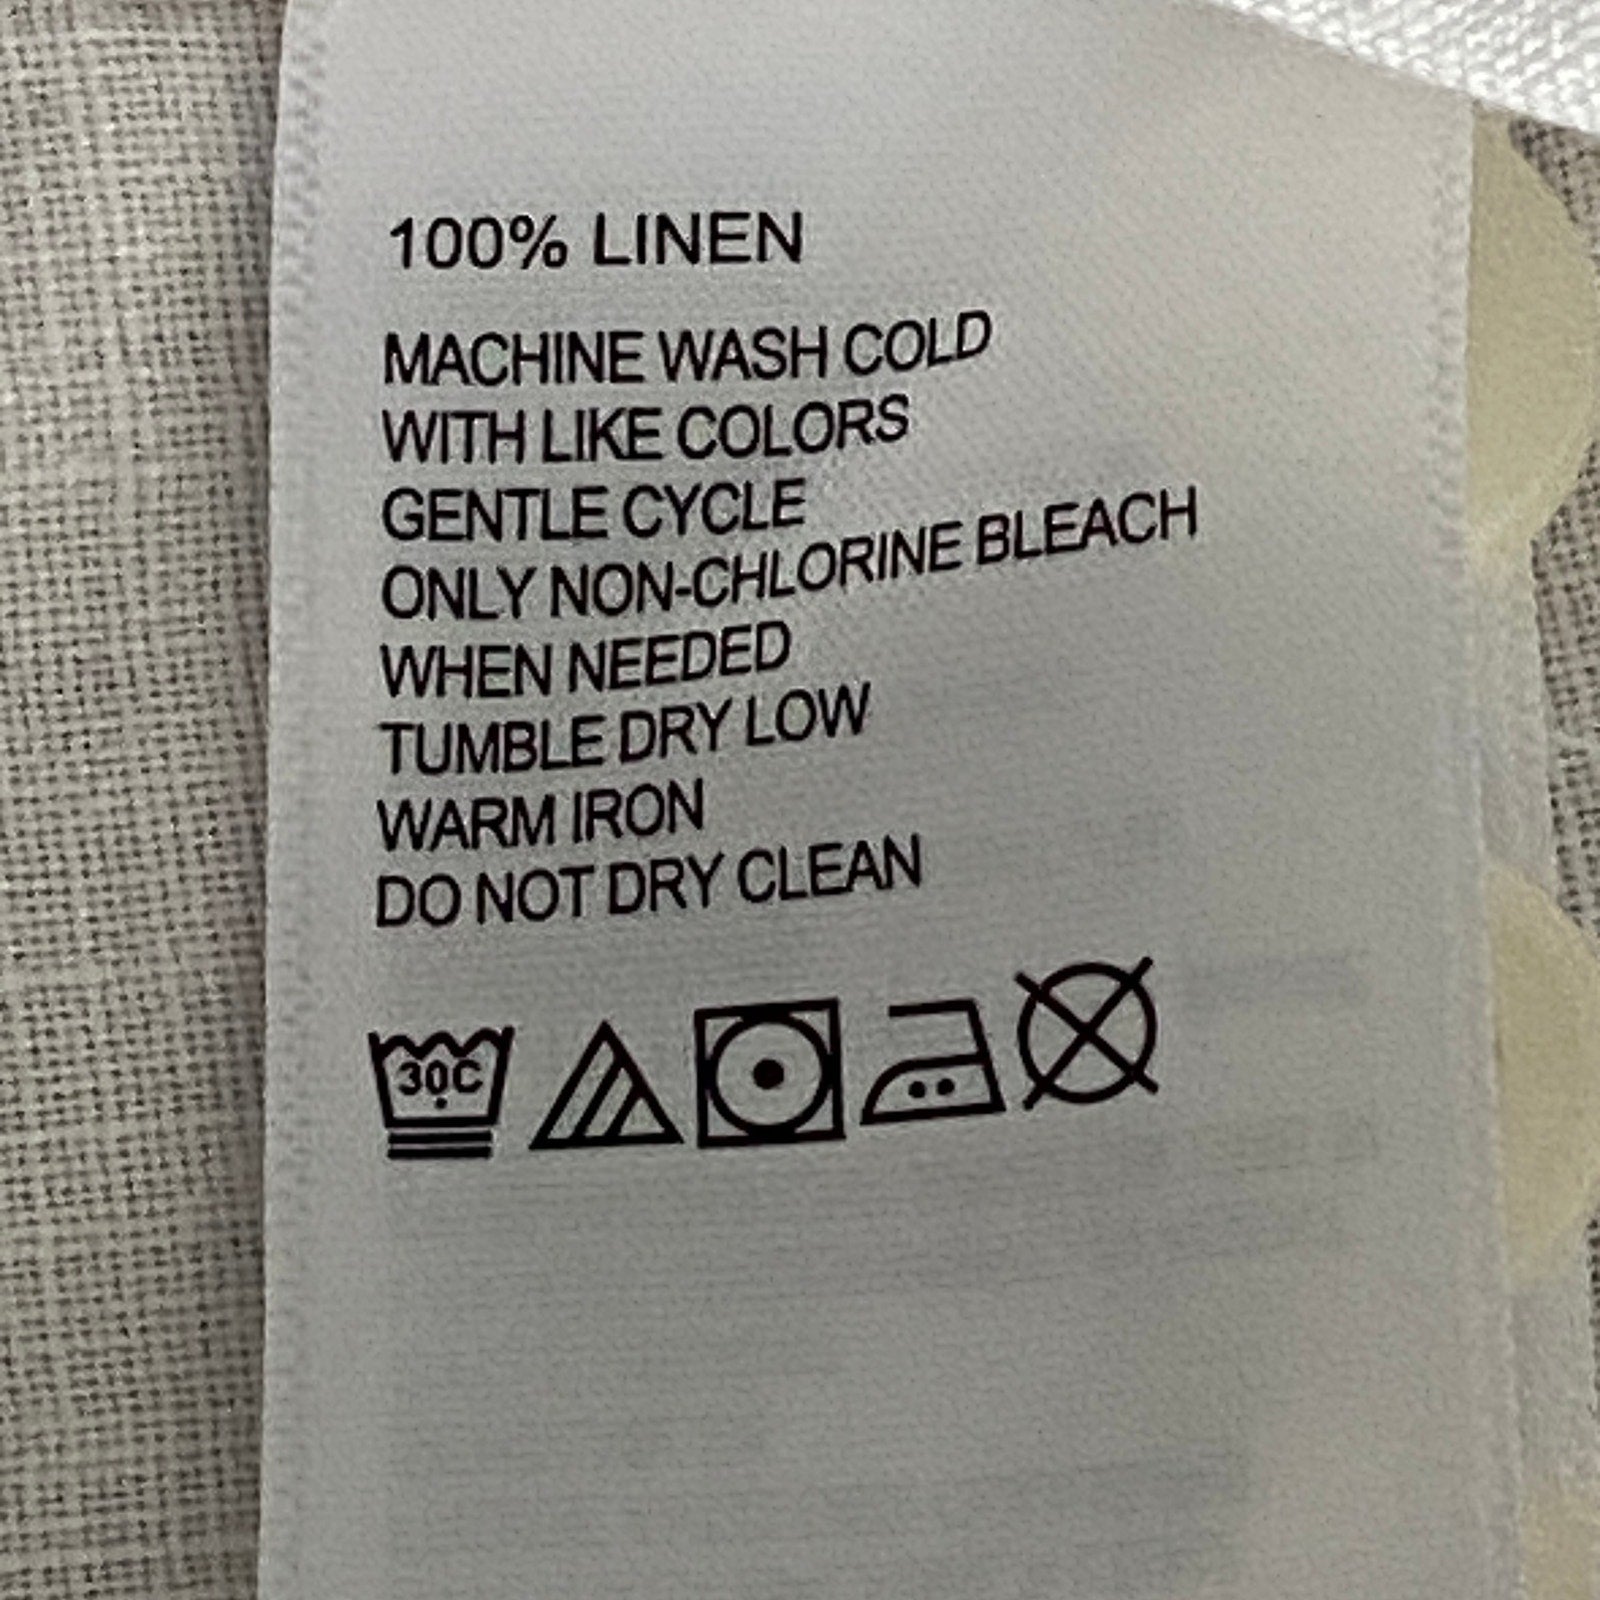 100% LINEN
MACHINE WASH COLD
WITH LIKE COLORS
GENTLE CYCLE
ONLY NON-CHLORINE BLEACH
WHEN NEEDED
TUMBLE DRY LOW
WARM IRON
DO NOT DRY CLEAN
30C